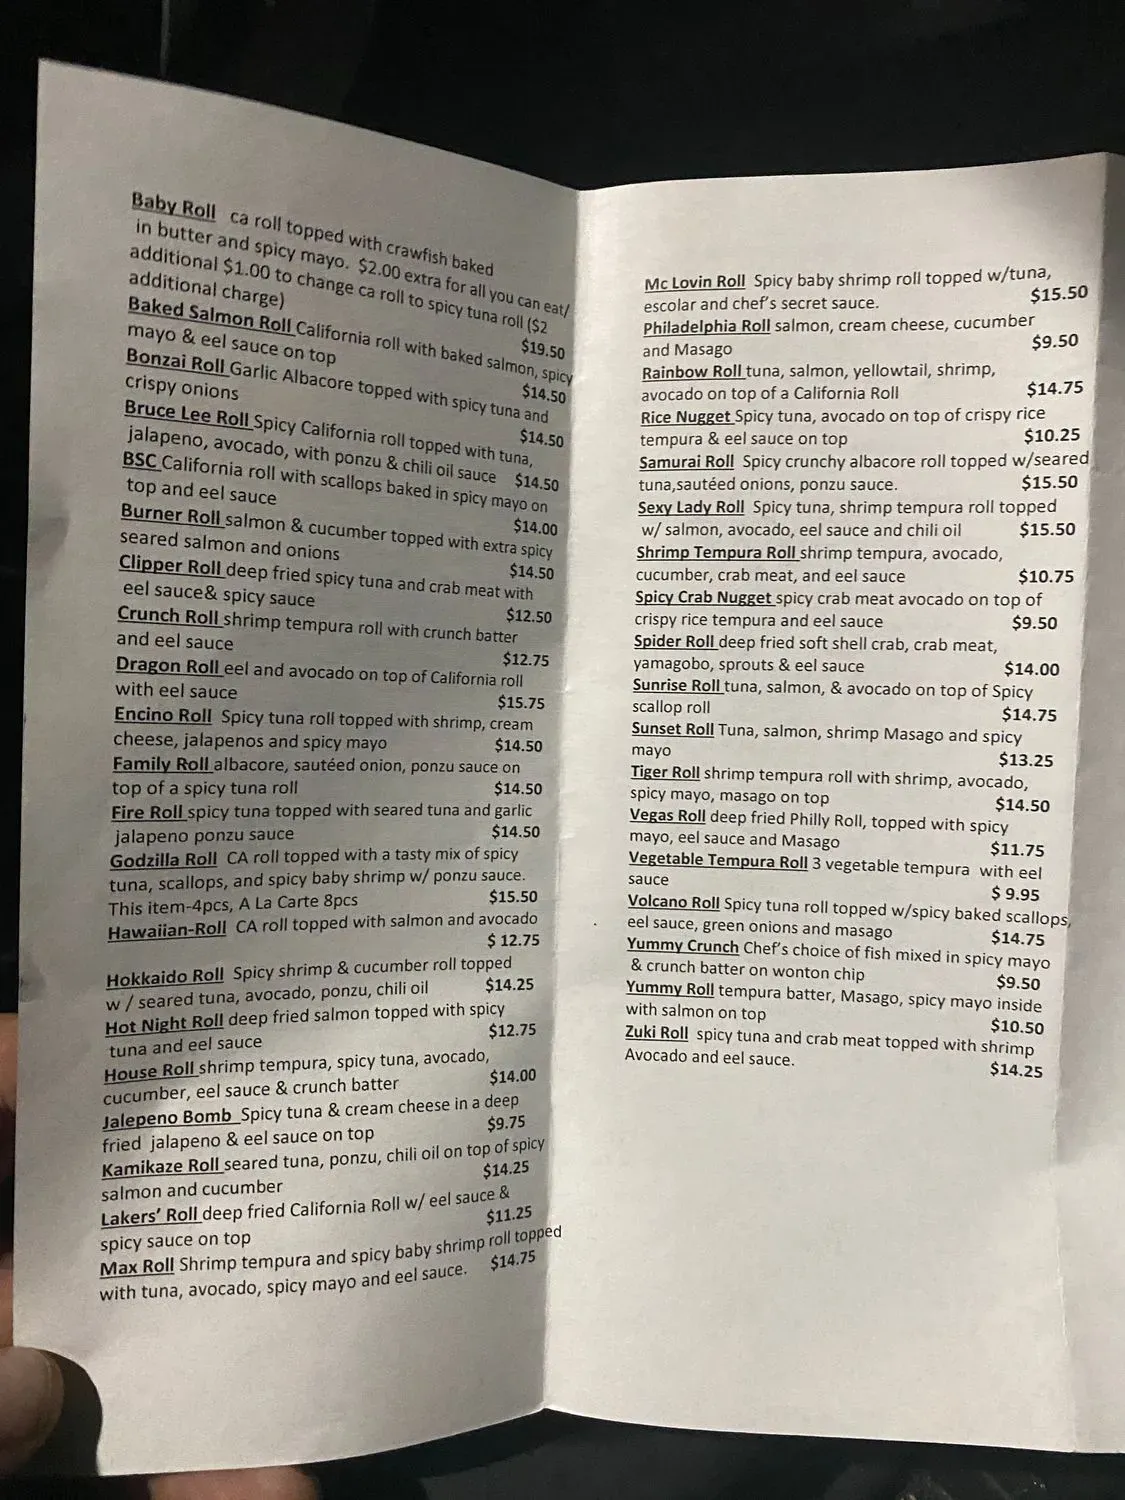 Baby Roll ca roll topped with crawfish baked
in butter and spicy mayo. $2.00 extra for all you can eat/
additional $1.00 to change ca roll to spicy tuna roll ($2
additional charge) $19.50
Baked Salmon Roll California roll with baked salmon, spicy
mayo & eel sauce on top $14.50
Bonzai Roll Garlic Albacore topped with spicy tuna and
crispy onions $14.50
Bruce Lee Roll Spicy California roll topped with tuna,
jalapeno, avocado, with ponzu & chili oil sauce $14.50
BSC California roll with scallops baked in spicy mayo on
top and eel sauce $14.00
Burner Roll salmon & cucumber topped with extra spicy
seared salmon and onions $14.50
Clipper Roll deep fried spicy tuna and crab meat with
eel sauce& spicy sauce $12.50
Crunch Roll shrimp tempura roll with crunch batter
and eel sauce $12.75
Dragon Roll eel and avocado on top of California roll
with eel sauce $15.75
Encino Roll Spicy tuna roll topped with shrimp, cream
cheese, jalapenos and spicy mayo $14.50
Family Roll albacore, sautéed onion, ponzu sauce on
top of a spicy tuna roll $14.50
Fire Roll spicy tuna topped with seared tuna and garlic
jalapeno ponzu sauce $14.50
Godzilla Roll CA roll topped with a tasty mix of spicy
tuna, scallops, and spicy baby shrimp w/ ponzu sauce.
This item-4pcs, A La Carte 8pcs $15.50
Hawaiian-Roll CA roll topped with salmon and avocado
$ 12.75
Hokkaido Roll Spicy shrimp & cucumber roll topped
w / seared tuna, avocado, ponzu, chili oil $14.25
Hot Night Roll deep fried salmon topped with spicy
tuna and eel sauce $12.75
House Roll shrimp tempura, spicy tuna, avocado,
cucumber, eel sauce & crunch batter $14.00
Jalepeno Bomb Spicy tuna & cream cheese in a deep
fried jalapeno & eel sauce on top $9.75
Kamikaze Roll seared tuna, ponzu, chili oil on top of spicy
salmon and cucumber $14.25
Lakers' Roll deep fried California Roll w/ eel sauce &
spicy sauce on top $11.25
Max Roll Shrimp tempura and spicy baby shrimp roll topped
with tuna, avocado, spicy mayo and eel sauce. $14.75
Mc Lovin Roll Spicy baby shrimp roll topped w/tuna,
escolar and chef's secret sauce. $15.50
Philadelphia Roll salmon, cream cheese, cucumber
and Masago $9.50
Rainbow Roll tuna, salmon, yellowtail, shrimp,
avocado on top of a California Roll $14.75
Rice Nugget Spicy tuna, avocado on top of crispy rice
tempura & eel sauce on top $10.25
Samurai Roll Spicy crunchy albacore roll topped w/seared
tuna,sautéed onions, ponzu sauce. $15.50
Sexy Lady Roll Spicy tuna, shrimp tempura roll topped
w/ salmon, avocado, eel sauce and chili oil $15.50
Shrimp Tempura Roll shrimp tempura, avocado,
cucumber, crab meat, and eel sauce $10.75
Spicy Crab Nugget spicy crab meat avocado on top of
crispy rice tempura and eel sauce $9.50
Spider Roll deep fried soft shell crab, crab meat,
yamagobo, sprouts & eel sauce $14.00
Sunrise Roll tuna, salmon, & avocado on top of Spicy
scallop roll $14.75
Sunset Roll Tuna, salmon, shrimp Masago and spicy
mayo $13.25
Tiger Roll shrimp tempura roll with shrimp, avocado,
spicy mayo, masago on top $14.50
Vegas Roll deep fried Philly Roll, topped with spicy
mayo, eel sauce and Masago $11.75
Vegetable Tempura Roll 3 vegetable tempura with eel
sauce $ 9.95
Volcano Roll Spicy tuna roll topped w/spicy baked scallops,
eel sauce, green onions and masago $14.75
Yummy Crunch Chef's choice of fish mixed in spicy mayo
& crunch batter on wonton chip $9.50
Yummy Roll tempura batter, Masago, spicy mayo inside
with salmon on top $10.50
Zuki Roll spicy tuna and crab meat topped with shrimp
Avocado and eel sauce. $14.25